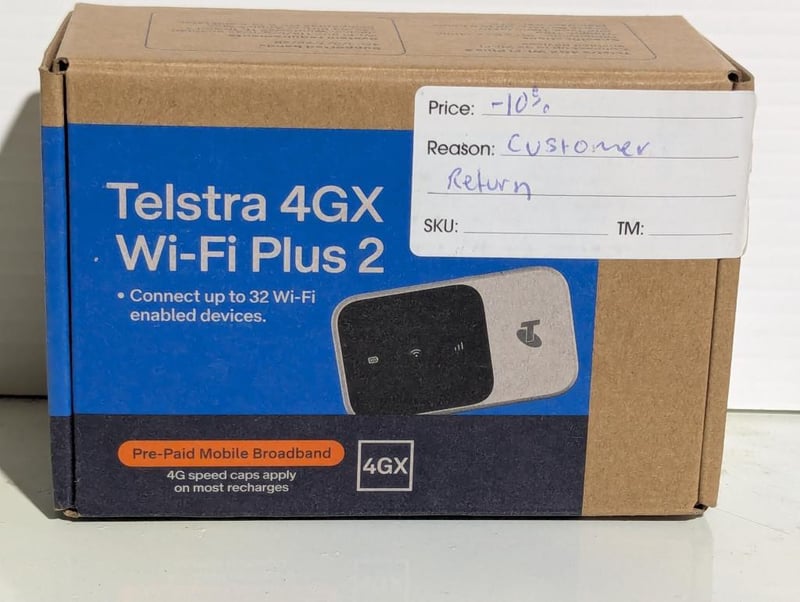 Price: -10%
Reason: Customer
Return
SKU: TM:
Telstra 4GX
Wi-Fi Plus 2
• Connect up to 32 Wi-Fi
enabled devices.
Pre-Paid Mobile Broadband
4G speed caps apply
on most recharges
4GX